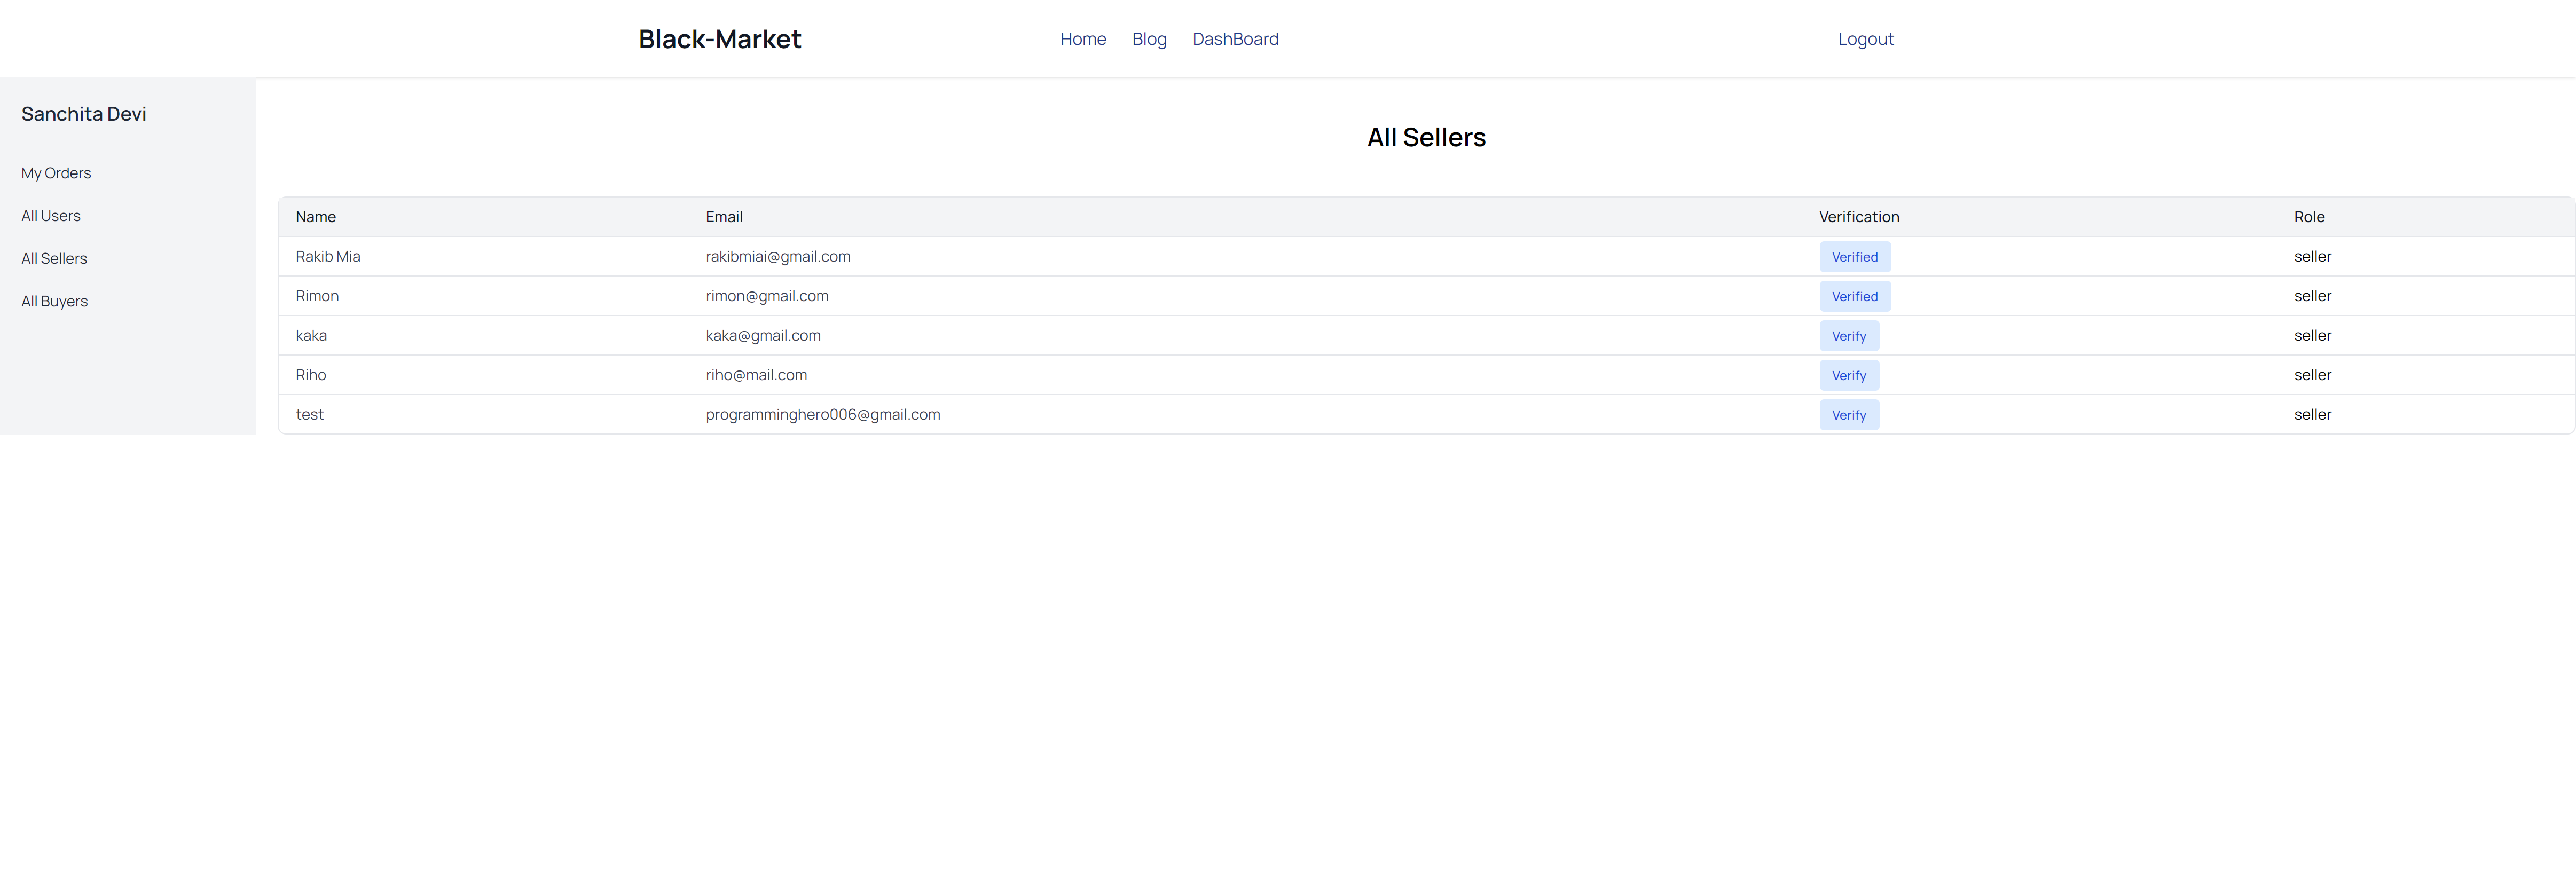 Black-Market Home Blog DashBoard Logout
Sanchita Devi
My Orders
All Users
All Sellers
All Buyers
All Sellers
Name Email Verification Role
Rakib Mia rakibmiai@gmail.com Verified seller
Rimon rimon@gmail.com Verified seller
kaka kaka@gmail.com Verify seller
Riho riho@mail.com Verify seller
test programminghero006@gmail.com Verify seller